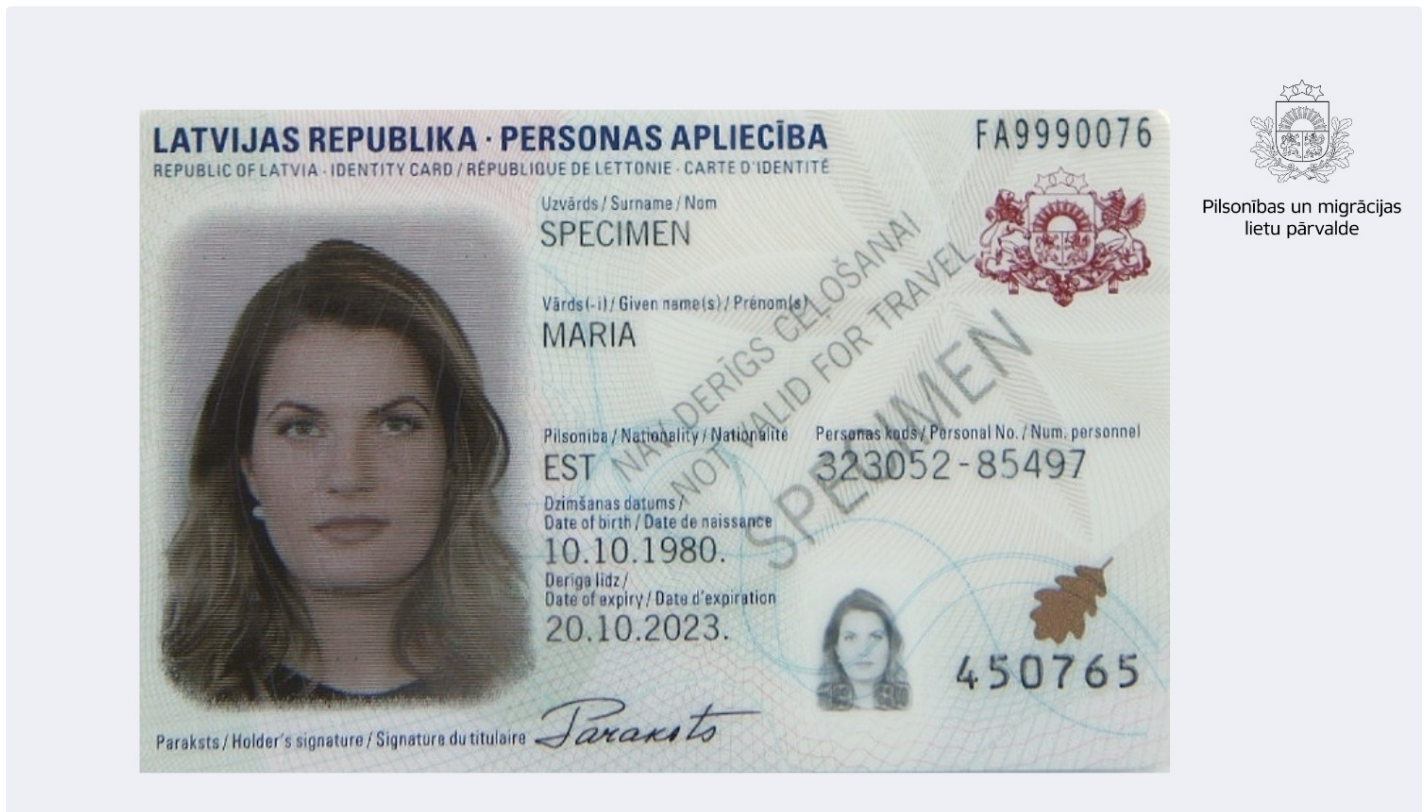 LATVIJAS REPUBLIKA · PERSONAS APLIECĪBA
FA9990076
REPUBLIC OF LATVIA · IDENTITY CARD / RÉPUBLIQUE DE LETTONIE · CARTE D'IDENTITÉ
Uzvārds / Surname / Nom
SPECIMEN
Vārds(-i) / Given name(s) / Prénom(s)
MARIA
NAV DERĪGS CEĻOŠANAI
NOT VALID FOR TRAVEL
SPECIMEN
Pilsonība / Nationality / Nationalité
EST
Personas kods / Personal No. / Num. personnel
323052-85497
Dzimšanas datums /
Date of birth / Date de naissance
10.10.1980.
Derīga līdz /
Date of expiry / Date d'expiration
20.10.2023.
450765
Paraksts / Holder's signature / Signature du titulaire
Paraksts
Pilsonības un migrācijas
lietu pārvalde